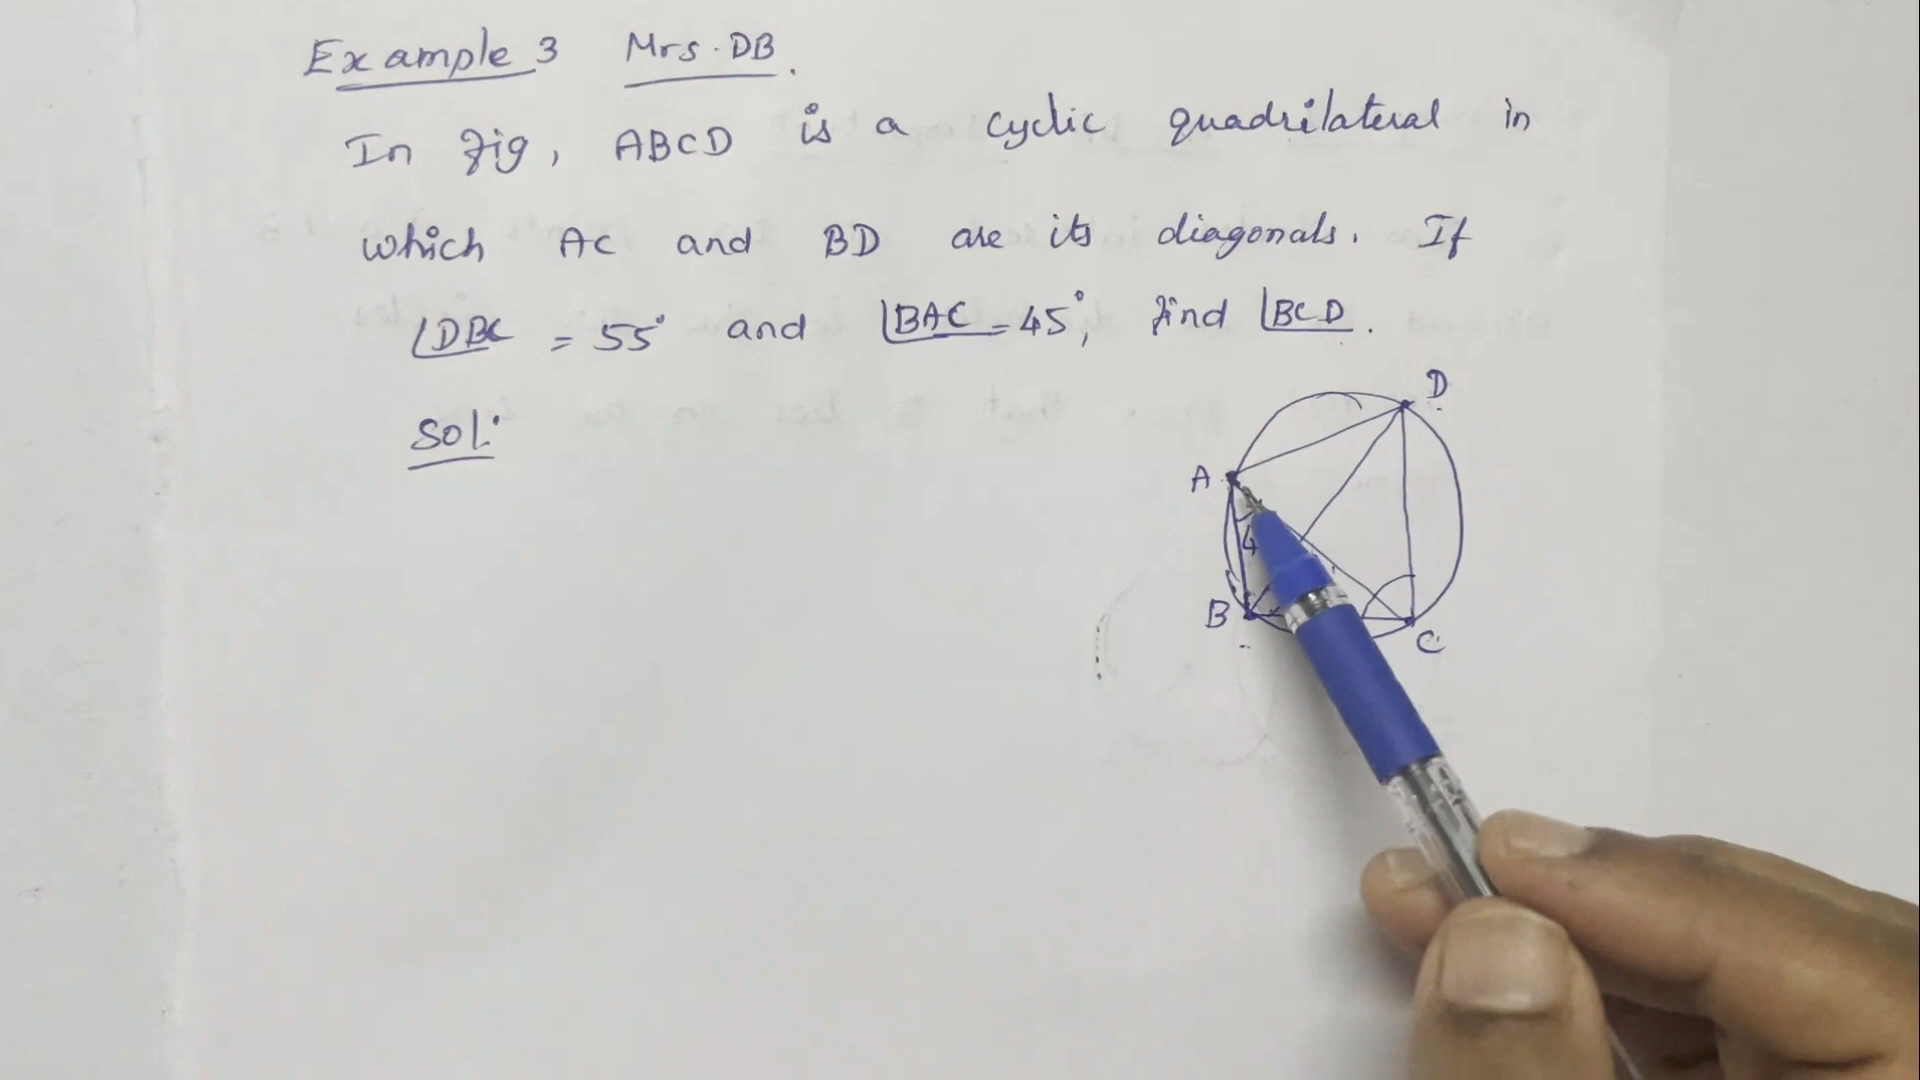 Example 3 Mrs. DB.
In fig, ABCD is a cyclic quadrilateral in
which AC and BD are its diagonals. If
∠DBC = 55° and ∠BAC = 45°, find ∠BCD.
Sol:
D
A
4
B
C